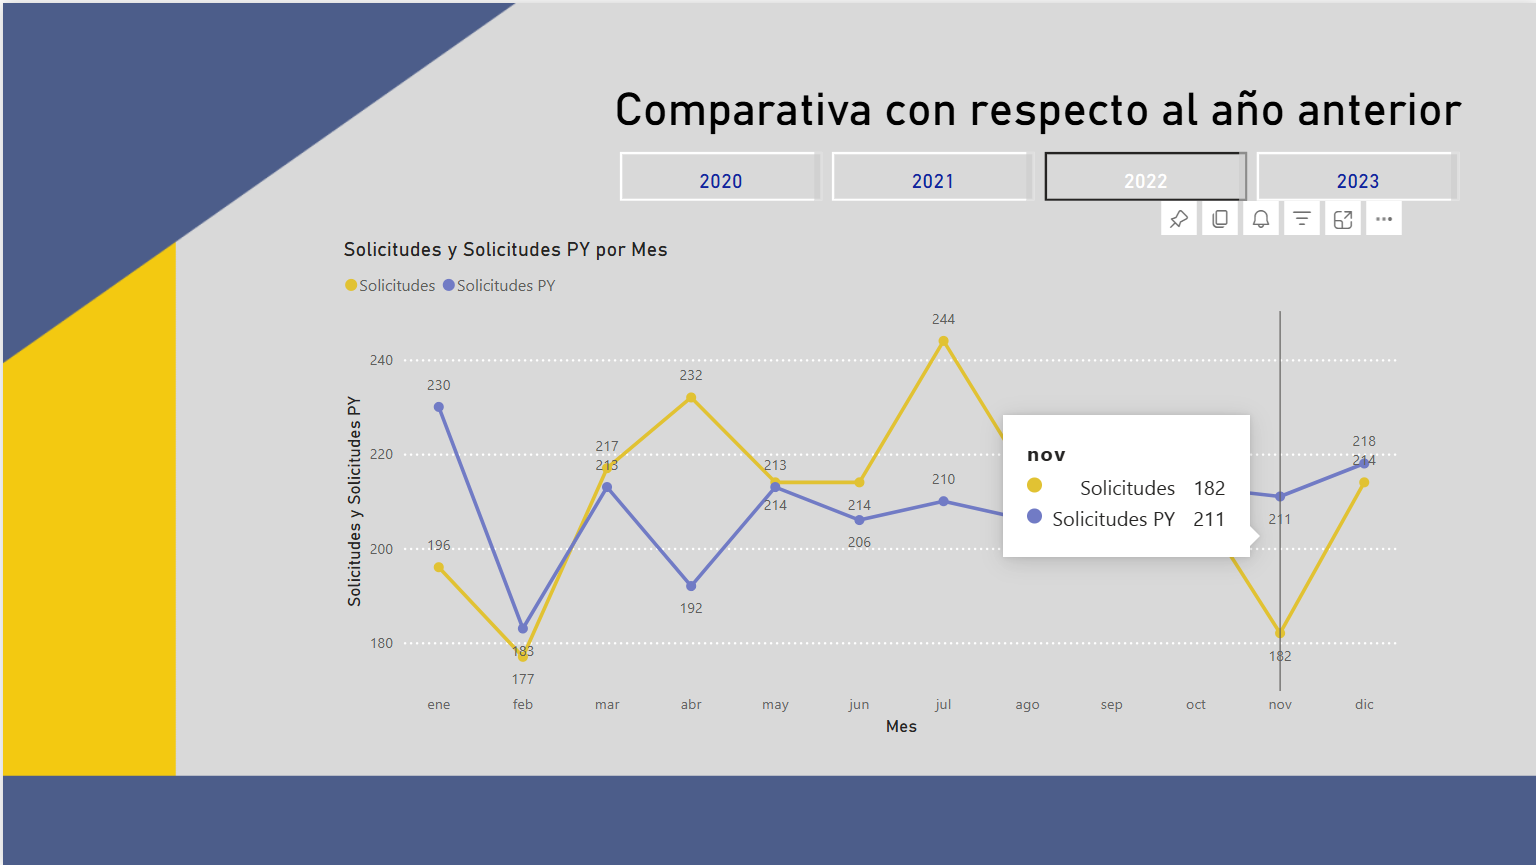 Comparativa con respecto al año anterior
2020 2021 2022 2023
Solicitudes y Solicitudes PY por Mes
Solicitudes Solicitudes PY
Solicitudes y Solicitudes PY
240
220
200
180
230
196
183
177
217
213
232
192
213
214
214
206
244
210
nov
Solicitudes 182
Solicitudes PY 211
211
182
218
214
ene feb mar abr may jun jul ago sep oct nov dic
Mes